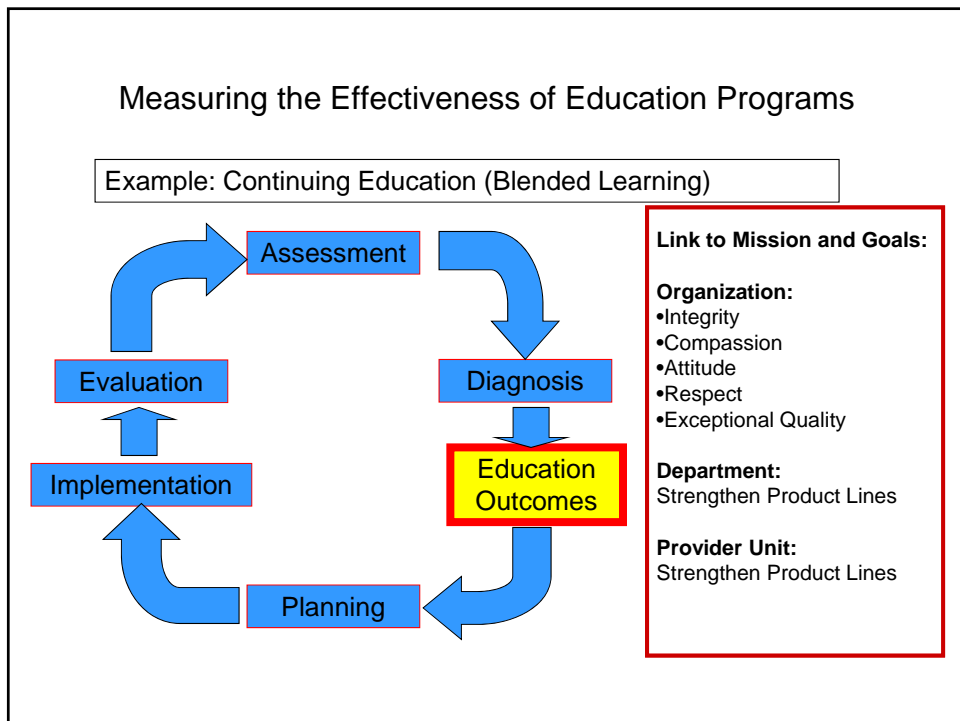 Measuring the Effectiveness of Education Programs
Example: Continuing Education (Blended Learning)
Assessment
Diagnosis
Education
Outcomes
Planning
Implementation
Evaluation
Link to Mission and Goals:
Organization:
•Integrity
•Compassion
•Attitude
•Respect
•Exceptional Quality
Department:
Strengthen Product Lines
Provider Unit:
Strengthen Product Lines